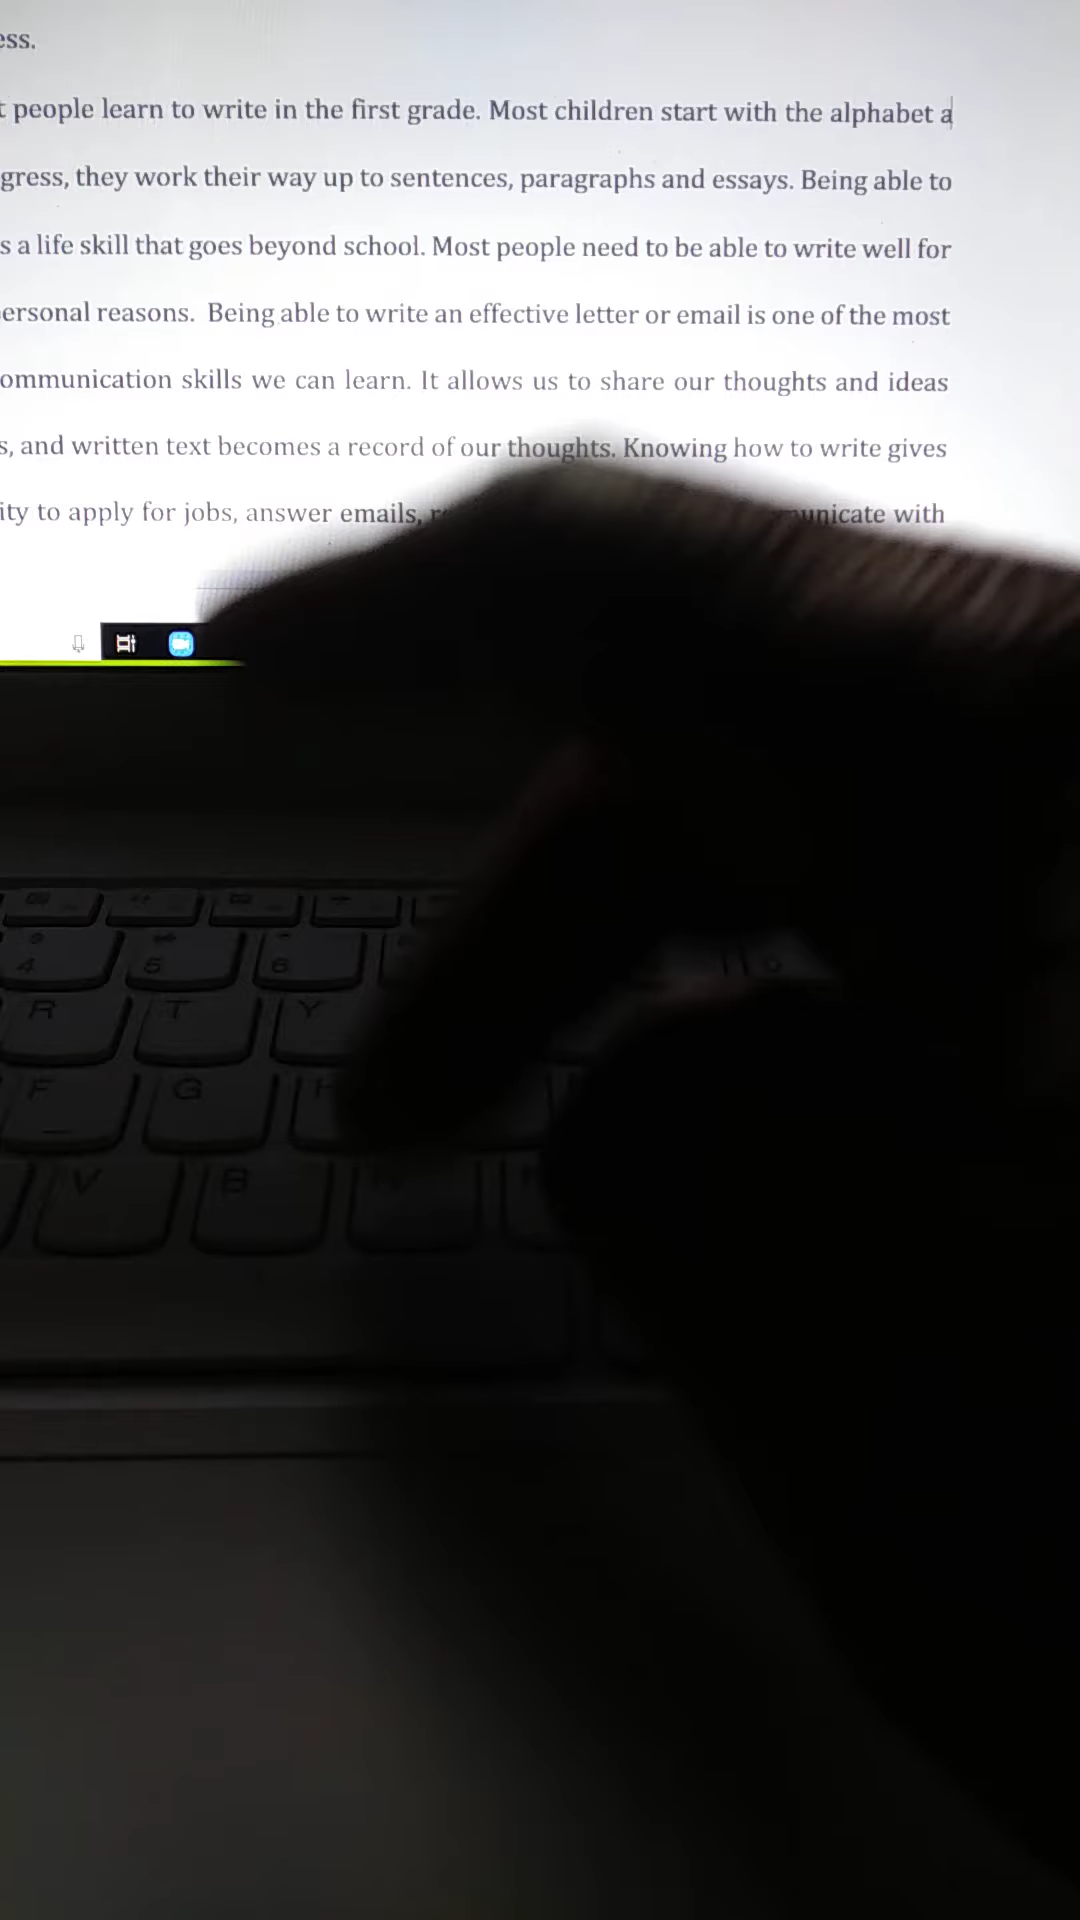 ess.
people learn to write in the first grade. Most children start with the alphabet a
gress, they work their way up to sentences, paragraphs and essays. Being able to
s a life skill that goes beyond school. Most people need to be able to write well for
ersonal reasons. Being able to write an effective letter or email is one of the most
ommunication skills we can learn. It allows us to share our thoughts and ideas
s, and written text becomes a record of our thoughts. Knowing how to write gives
ity to apply for jobs, answer emails, unicate with
4 5 6
R T Y
F G H
V B